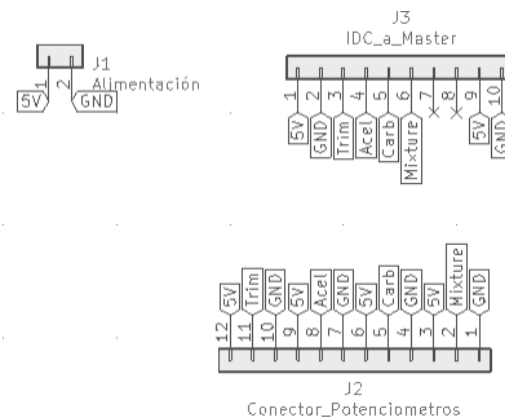 J1
Alimentación
1 2
5V GND
J3
IDC_a_Master
1 2 3 4 5 6 7 8 9 10
5V GND Trim Acel Carb Mixture 5V GND
5V Trim GND 5V Acel GND 5V Carb GND 5V Mixture GND
12 11 10 9 8 7 6 5 4 3 2 1
J2
Conector_Potenciometros